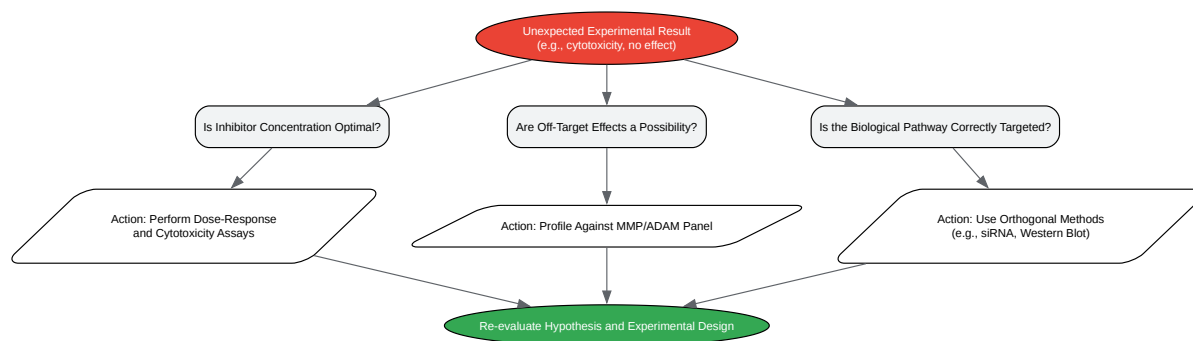 Unexpected Experimental Result
(e.g., cytotoxicity, no effect)
Is Inhibitor Concentration Optimal?
Are Off-Target Effects a Possibility?
Is the Biological Pathway Correctly Targeted?
Action: Perform Dose-Response
and Cytotoxicity Assays
Action: Profile Against MMP/ADAM Panel
Action: Use Orthogonal Methods
(e.g., siRNA, Western Blot)
Re-evaluate Hypothesis and Experimental Design